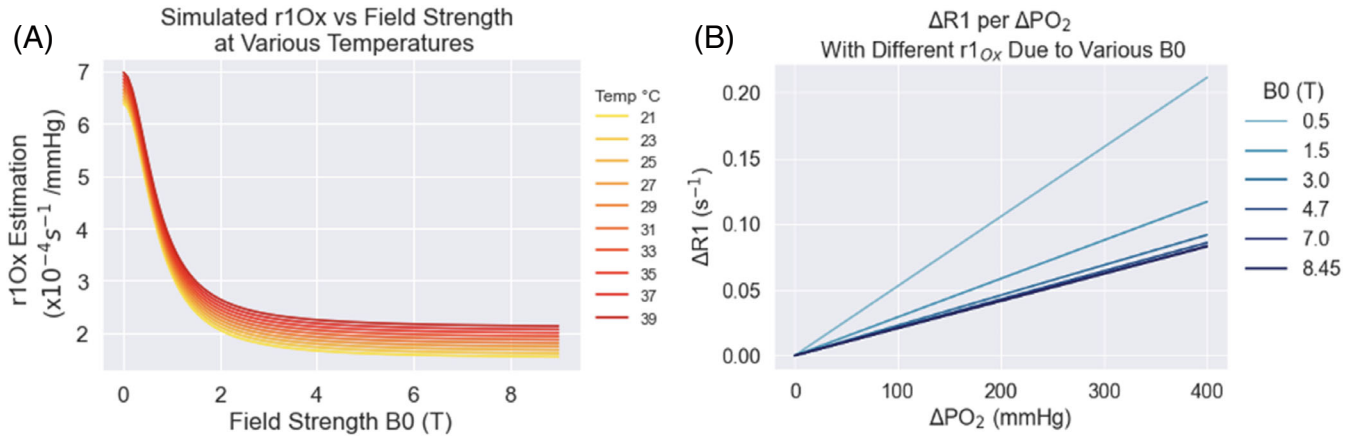 (A)
Simulated r1Ox vs Field Strength
at Various Temperatures
r1Ox Estimation
(x10⁻⁴s⁻¹ /mmHg)
7
6
5
4
3
2
0
2
4
6
8
Field Strength B0 (T)
Temp °C
21
23
25
27
29
31
33
35
37
39
(B)
ΔR1 per ΔPO₂
With Different r1Ox Due to Various B0
ΔR1 (s⁻¹)
0.20
0.15
0.10
0.05
0.00
0
100
200
300
400
ΔPO₂ (mmHg)
B0 (T)
0.5
1.5
3.0
4.7
7.0
8.45